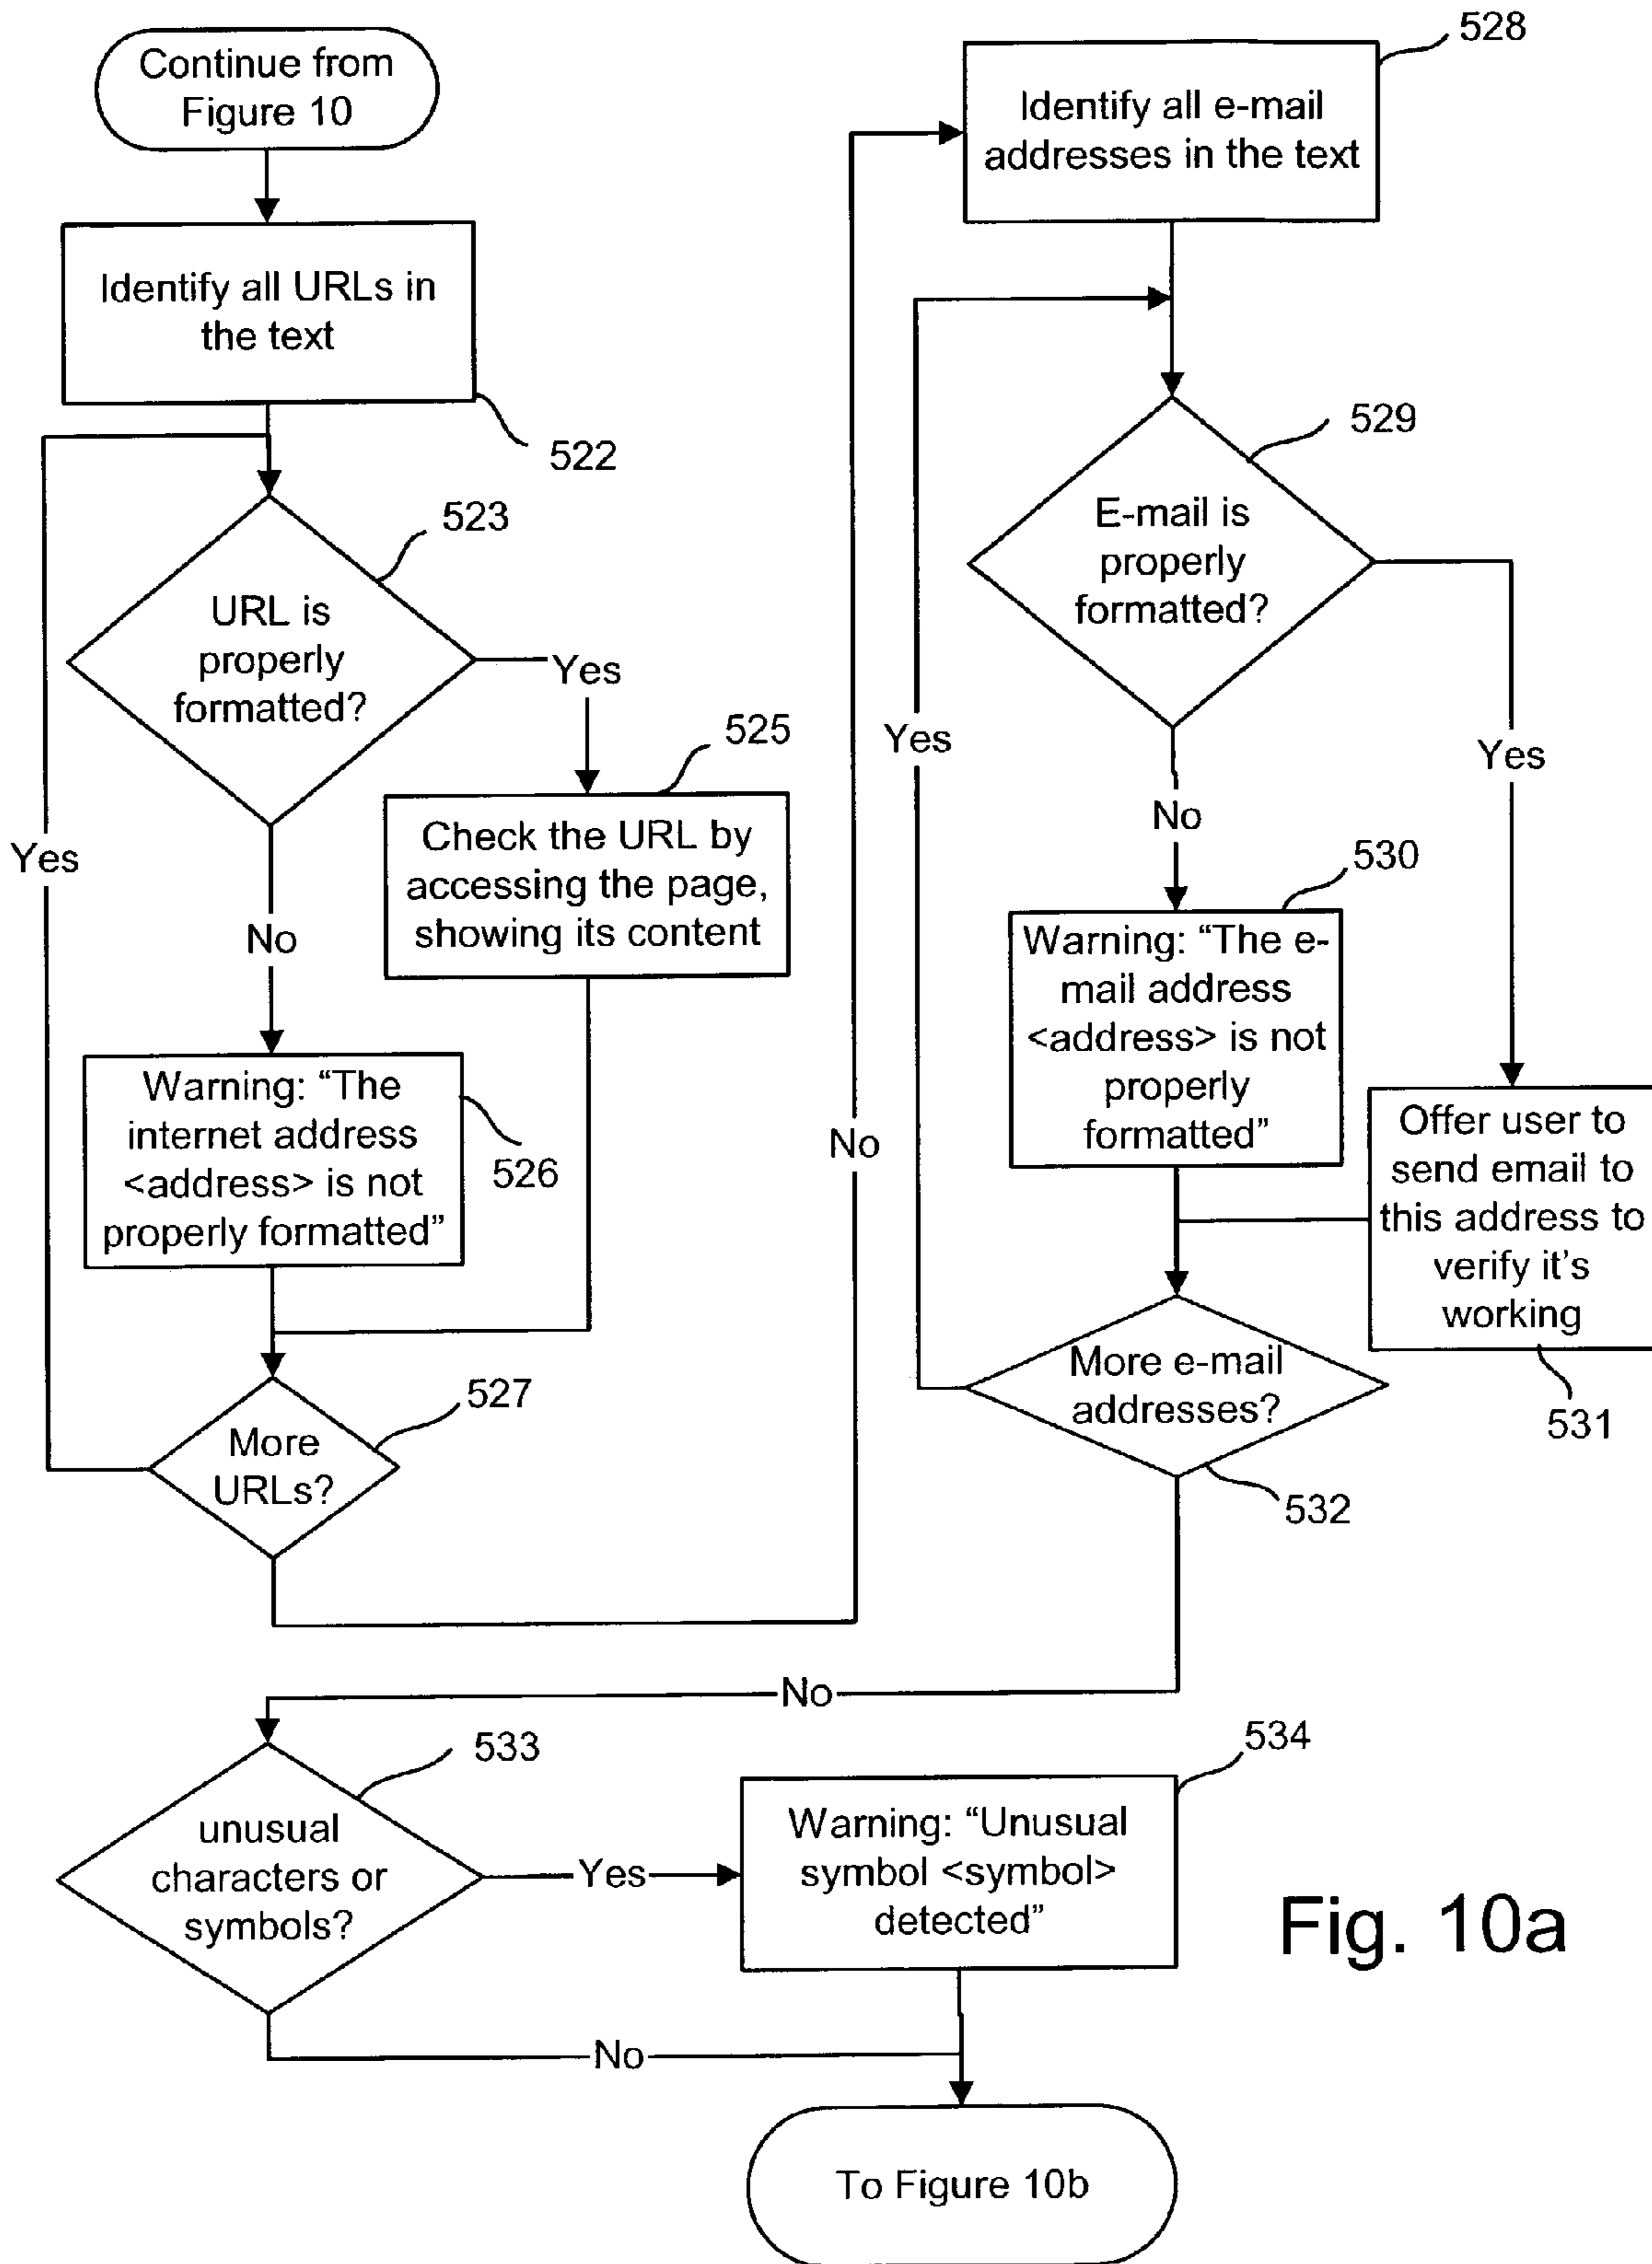 Continue from
Figure 10
Identify all URLs in
the text
522
URL is
properly
formatted?
523
Yes
525
Check the URL by
accessing the page,
showing its content
Yes
No
Warning: “The
internet address
<address> is not
properly formatted”
526
More
URLs?
527
No
528
Identify all e-mail
addresses in the text
E-mail is
properly
formatted?
529
Yes
Yes
No
530
Warning: “The e-
mail address
<address> is not
properly
formatted”
Offer user to
send email to
this address to
verify it’s
working
531
More e-mail
addresses?
532
No
unusual
characters or
symbols?
533
Yes
534
Warning: “Unusual
symbol <symbol>
detected”
No
To Figure 10b
Fig. 10a